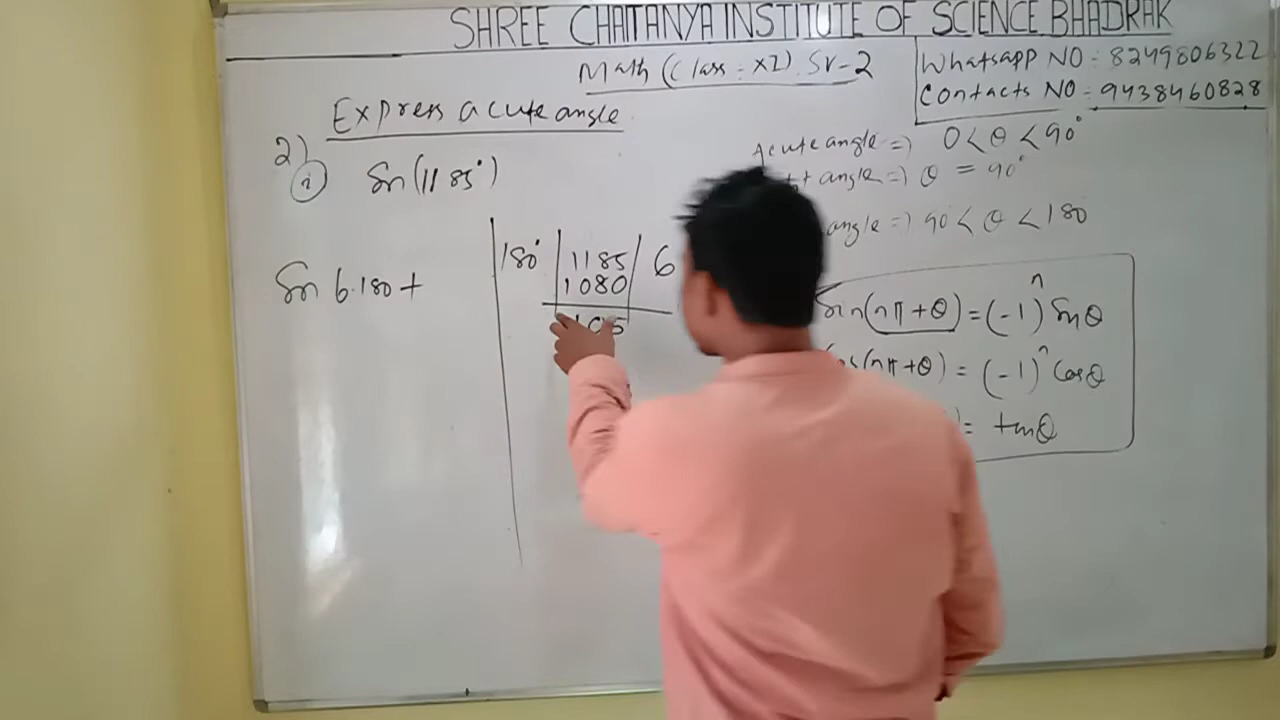 SHREE CHAITANYA INSTITUTE OF SCIENCE BHADRAK
Math (Class : XI) Sr-2
Whatsapp NO : 8249806322
Contacts NO : 9438460828
Express acute angle
2)
i) Sin(1185°)
Acute angle => 0 < θ < 90°
angle => θ = 90°
angle => 90 < θ < 180
180° | 1185 | 6
1080
105
Sin 6.180 +
Sin(nπ + θ) = (-1)^n Sinθ
(nπ + θ) = (-1)^n Cosθ
= tanθ